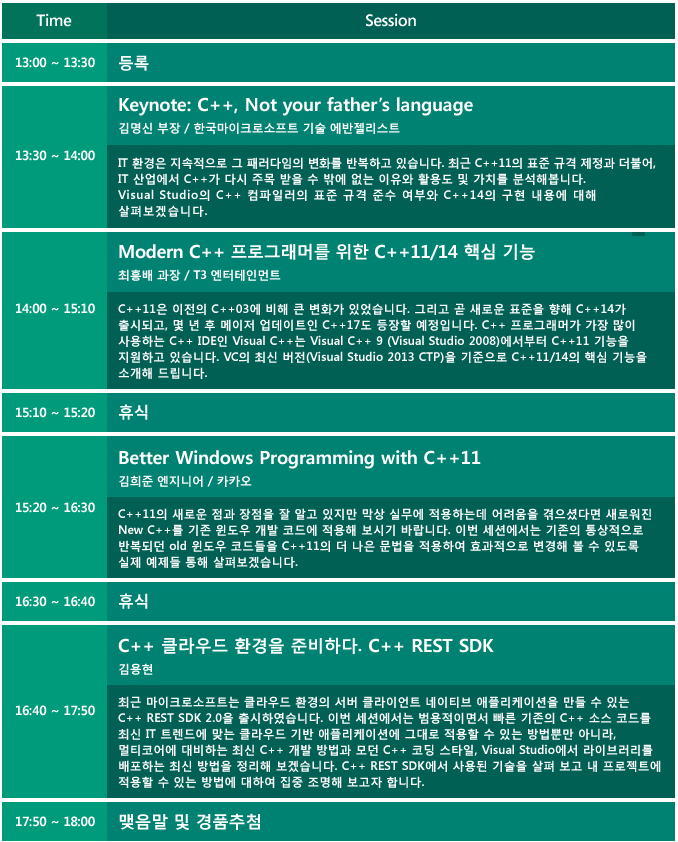 Time
Session
13:00 ~ 13:30
등록
13:30 ~ 14:00
Keynote: C++, Not your father's language
김명신 부장 / 한국마이크로소프트 기술 에반젤리스트
IT 환경은 지속적으로 그 패러다임의 변화를 반복하고 있습니다. 최근 C++11의 표준 규격 제정과 더불어,
IT 산업에서 C++가 다시 주목 받을 수 밖에 없는 이유와 활용도 및 가치를 분석해봅니다.
Visual Studio의 C++ 컴파일러의 표준 규격 준수 여부와 C++14의 구현 내용에 대해
살펴보겠습니다.
14:00 ~ 15:10
Modern C++ 프로그래머를 위한 C++11/14 핵심 기능
최흥배 과장 / T3 엔터테인먼트
C++11은 이전의 C++03에 비해 큰 변화가 있었습니다. 그리고 곧 새로운 표준을 향해 C++14가
출시되고, 몇 년 후 메이저 업데이트인 C++17도 등장할 예정입니다. C++ 프로그래머가 가장 많이
사용하는 C++ IDE인 Visual C++는 Visual C++ 9 (Visual Studio 2008)에서부터 C++11 기능을
지원하고 있습니다. VC의 최신 버전(Visual Studio 2013 CTP)을 기준으로 C++11/14의 핵심 기능을
소개해 드립니다.
15:10 ~ 15:20
휴식
15:20 ~ 16:30
Better Windows Programming with C++11
김희준 엔지니어 / 카카오
C++11의 새로운 점과 장점을 잘 알고 있지만 막상 실무에 적용하는데 어려움을 겪으셨다면 새로워진
New C++를 기존 윈도우 개발 코드에 적용해 보시기 바랍니다. 이번 세션에서는 기존의 통상적으로
반복되던 old 윈도우 코드들을 C++11의 더 나은 문법을 적용하여 효과적으로 변경해 볼 수 있도록
실제 예제들 통해 살펴보겠습니다.
16:30 ~ 16:40
휴식
16:40 ~ 17:50
C++ 클라우드 환경을 준비하다. C++ REST SDK
김용현
최근 마이크로소프트는 클라우드 환경의 서버 클라이언트 네이티브 애플리케이션을 만들 수 있는
C++ REST SDK 2.0을 출시하였습니다. 이번 세션에서는 범용적이면서 빠른 기존의 C++ 소스 코드를
최신 IT 트렌드에 맞는 클라우드 기반 애플리케이션에 그대로 적용할 수 있는 방법뿐만 아니라,
멀티코어에 대비하는 최신 C++ 개발 방법과 모던 C++ 코딩 스타일, Visual Studio에서 라이브러리를
배포하는 최신 방법을 정리해 보겠습니다. C++ REST SDK에서 사용된 기술을 살펴 보고 내 프로젝트에
적용할 수 있는 방법에 대하여 집중 조명해 보고자 합니다.
17:50 ~ 18:00
맺음말 및 경품추첨